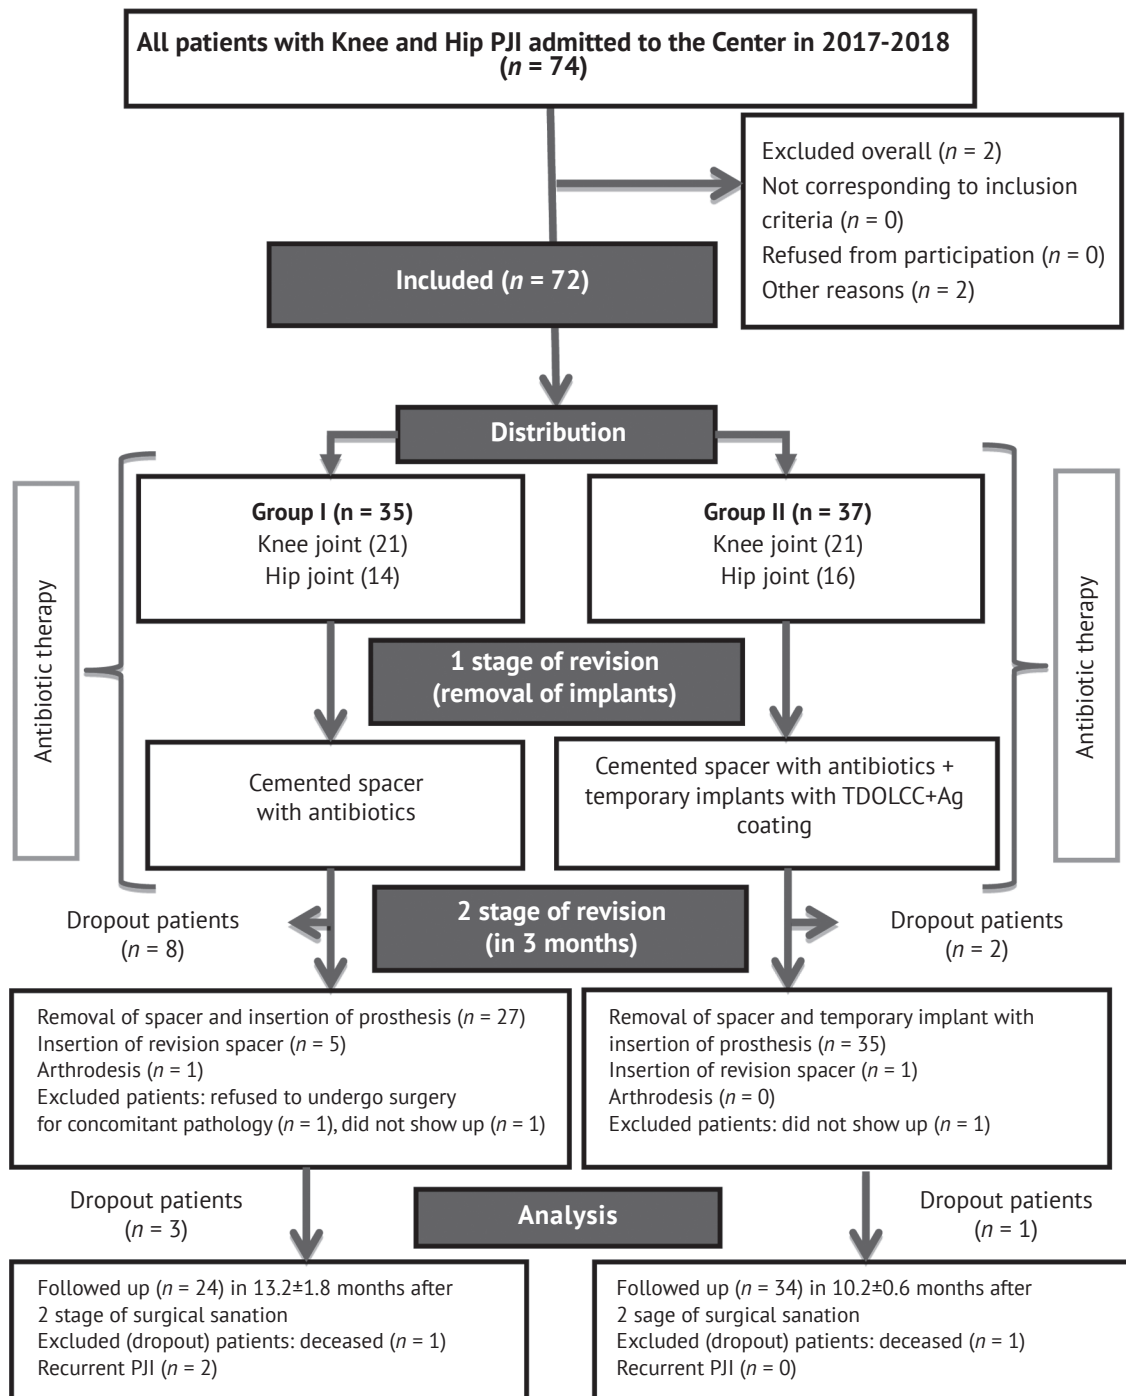 All patients with Knee and Hip PJI admitted to the Center in 2017-2018
(n = 74)
Excluded overall (n = 2)
Not corresponding to inclusion
criteria (n = 0)
Refused from participation (n = 0)
Other reasons (n = 2)
Included (n = 72)
Distribution
Antibiotic therapy
Group I (n = 35)
Knee joint (21)
Hip joint (14)
Group II (n = 37)
Knee joint (21)
Hip joint (16)
Antibiotic therapy
1 stage of revision
(removal of implants)
Cemented spacer
with antibiotics
Cemented spacer with antibiotics +
temporary implants with TDOLCC+Ag
coating
Dropout patients
(n = 8)
2 stage of revision
(in 3 months)
Dropout patients
(n = 2)
Removal of spacer and insertion of prosthesis (n = 27)
Insertion of revision spacer (n = 5)
Arthrodesis (n = 1)
Excluded patients: refused to undergo surgery
for concomitant pathology (n = 1), did not show up (n = 1)
Removal of spacer and temporary implant with
insertion of prosthesis (n = 35)
Insertion of revision spacer (n = 1)
Arthrodesis (n = 0)
Excluded patients: did not show up (n = 1)
Dropout patients
(n = 3)
Analysis
Dropout patients
(n = 1)
Followed up (n = 24) in 13.2±1.8 months after
2 stage of surgical sanation
Excluded (dropout) patients: deceased (n = 1)
Recurrent PJI (n = 2)
Followed up (n = 34) in 10.2±0.6 months after
2 sage of surgical sanation
Excluded (dropout) patients: deceased (n = 1)
Recurrent PJI (n = 0)